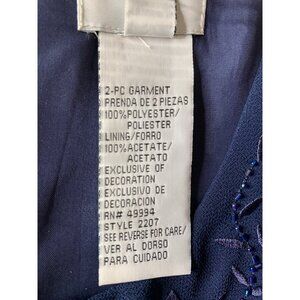 2-PC GARMENT
PRENDA DE 2 PIEZAS
100%POLYESTER/
POLIESTER
LINING/FORRO
100%ACETATE/
ACETATO
EXCLUSIVE OF
DECORATION
EXCLUSIVO DE
DECORACION
RN# 49994
STYLE 2207
SEE REVERSE FOR CARE/
VER AL DORSO
PARA CUIDADO